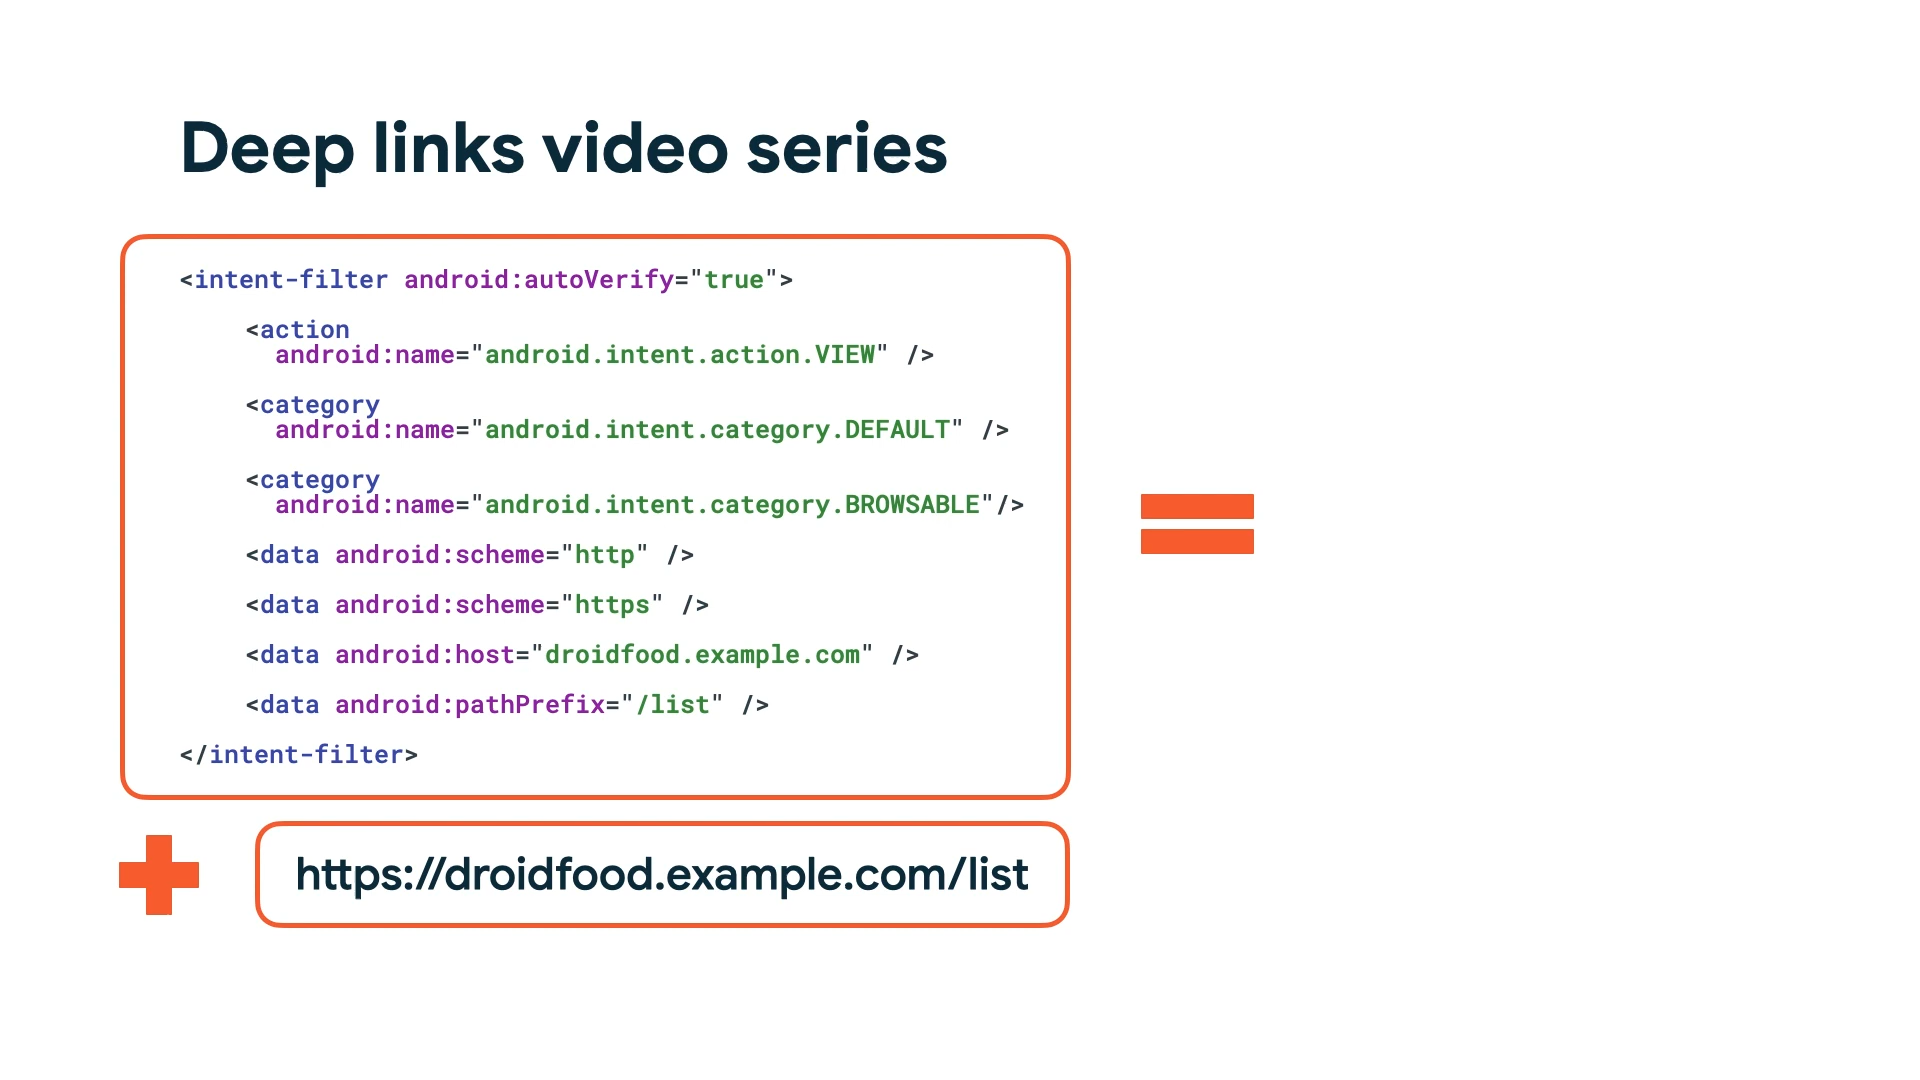 Deep links video series
<intent-filter android:autoVerify="true">
<action
android:name="android.intent.action.VIEW" />
<category
android:name="android.intent.category.DEFAULT" />
<category
android:name="android.intent.category.BROWSABLE"/>
<data android:scheme="http" />
<data android:scheme="https" />
<data android:host="droidfood.example.com" />
<data android:pathPrefix="/list" />
</intent-filter>
https://droidfood.example.com/list